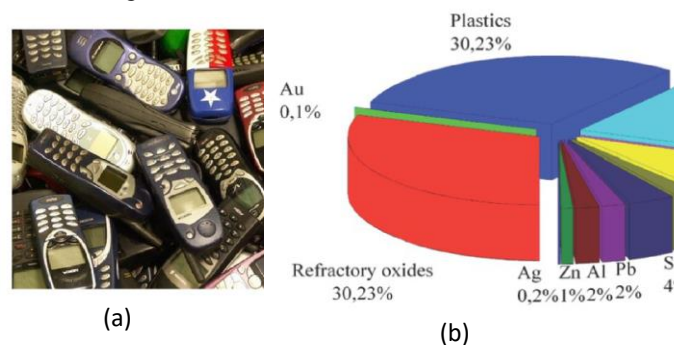 Plastics
30,23%
Au
0,1%
Refractory oxides
30,23%
Ag
0,2%
Zn
1%
Al
2%
Pb
2%
(a)
(b)